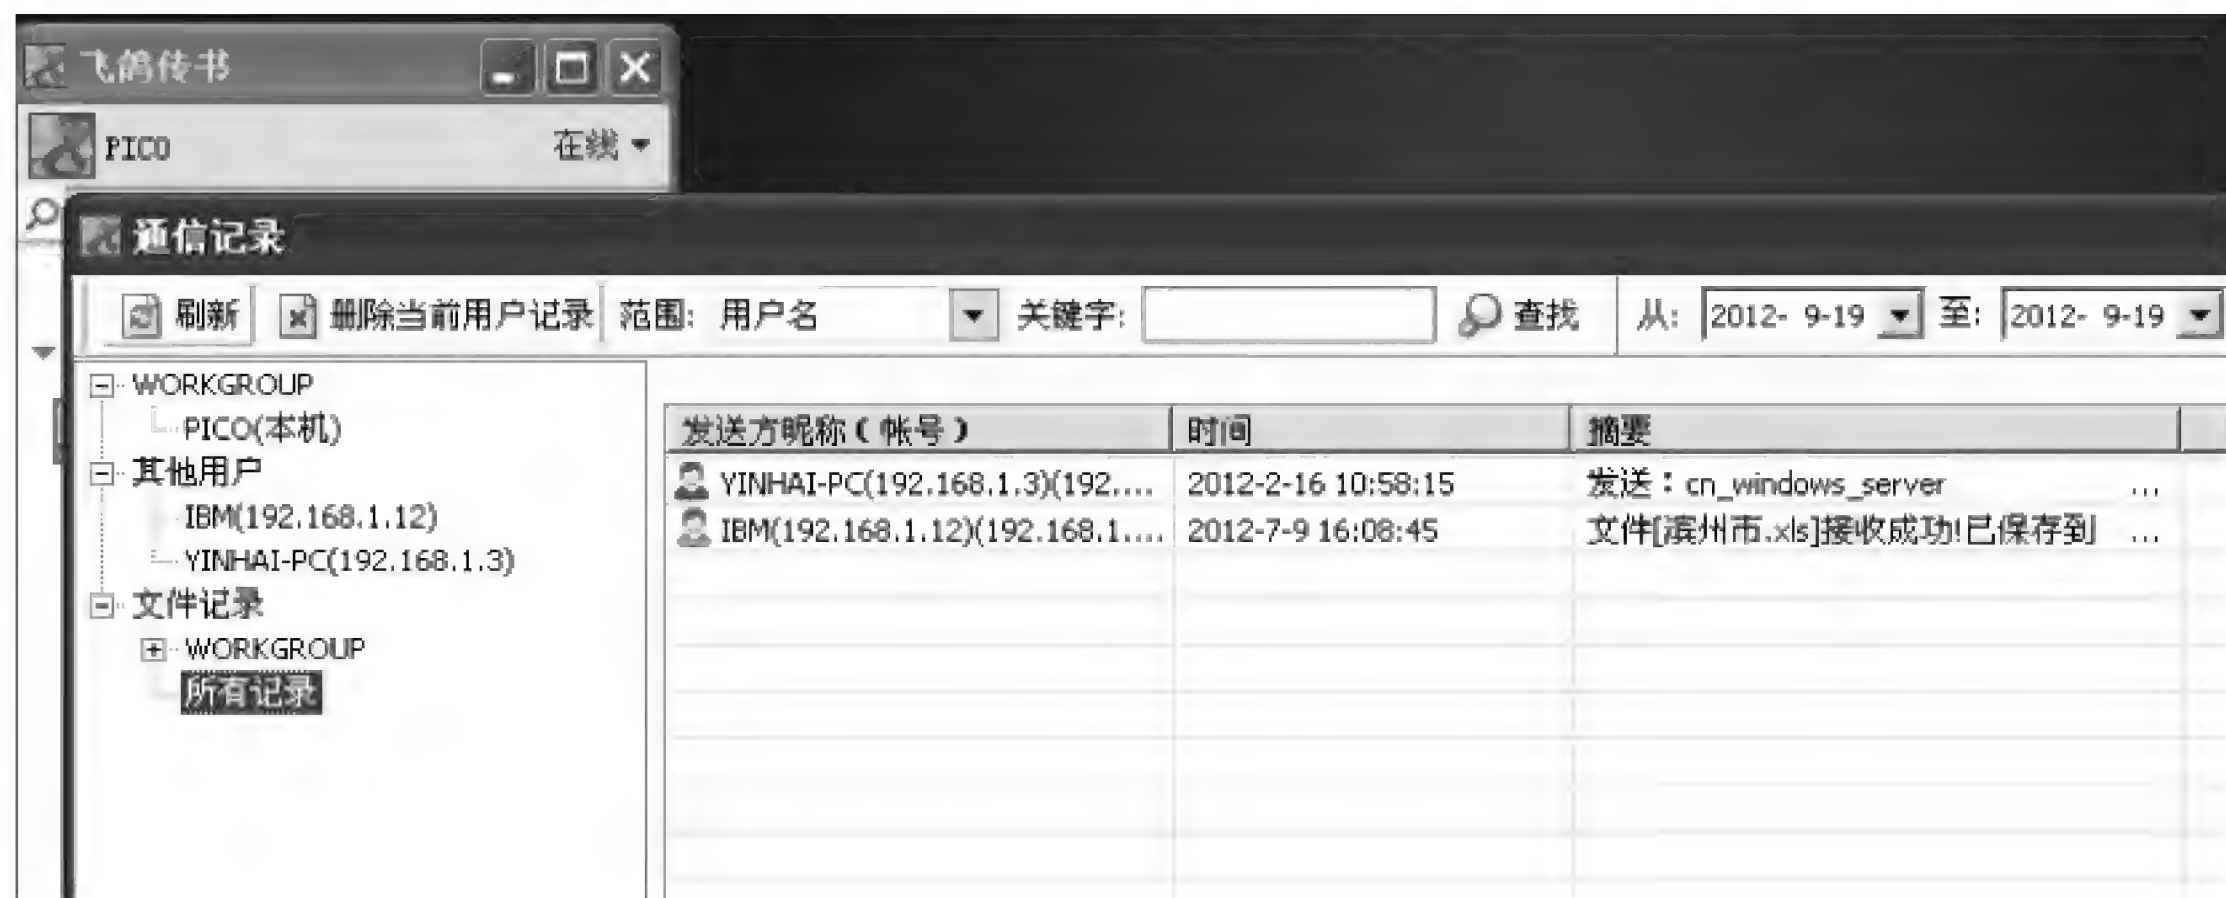 飞鸽传书
PICO 在线
通信记录
刷新 删除当前用户记录 范围: 用户名 关键字: 查找 从: 2012- 9-19 至: 2012- 9-19
WORKGROUP
PICO(本机)
其他用户
IBM(192.168.1.12)
YINHAI-PC(192.168.1.3)
文件记录
WORKGROUP
所有记录
发送方昵称(帐号) 时间 摘要
YINHAI-PC(192.168.1.3)(192.... 2012-2-16 10:58:15 发送:cn_windows_server ...
IBM(192.168.1.12)(192.168.1.... 2012-7-9 16:08:45 文件[滨州市.xls]接收成功!已保存到 ...